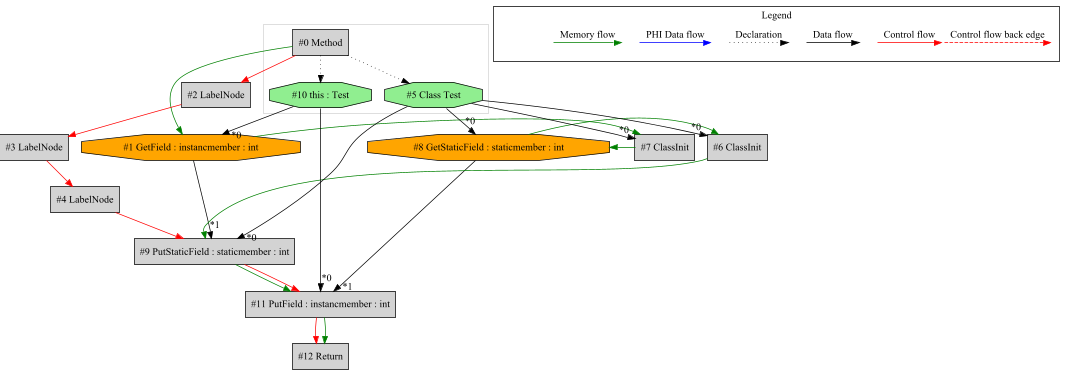 Legend
Memory flow
PHI Data flow
Declaration
Data flow
Control flow
Control flow back edge
#0 Method
#2 LabelNode
#10 this : Test
#5 Class Test
*0
*0
*0
*0
#3 LabelNode
#1 GetField : instancmember : int
#8 GetStaticField : staticmember : int
#7 ClassInit
#6 ClassInit
#4 LabelNode
*1
*0
#9 PutStaticField : staticmember : int
*0
*1
#11 PutField : instancmember : int
#12 Return